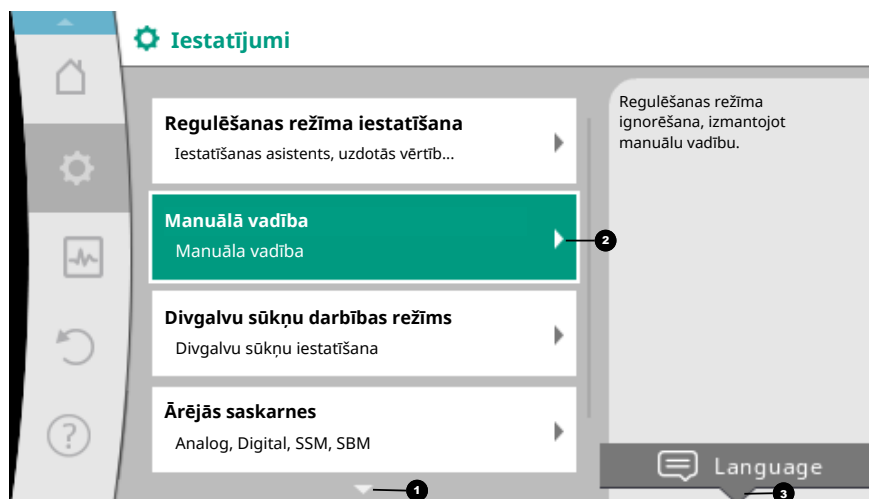 Iestatījumi
Regulēšanas režīma iestatīšana
Iestatīšanas asistents, uzdotās vērtīb...
Manuālā vadība
Manuāla vadība
2
Divgalvu sūkņu darbības režīms
Divgalvu sūkņu iestatīšana
Ārējās saskarnes
Analog, Digital, SSM, SBM
1
Regulēšanas režīma
ignorēšana, izmantojot
manuālu vadību.
?
Language
3